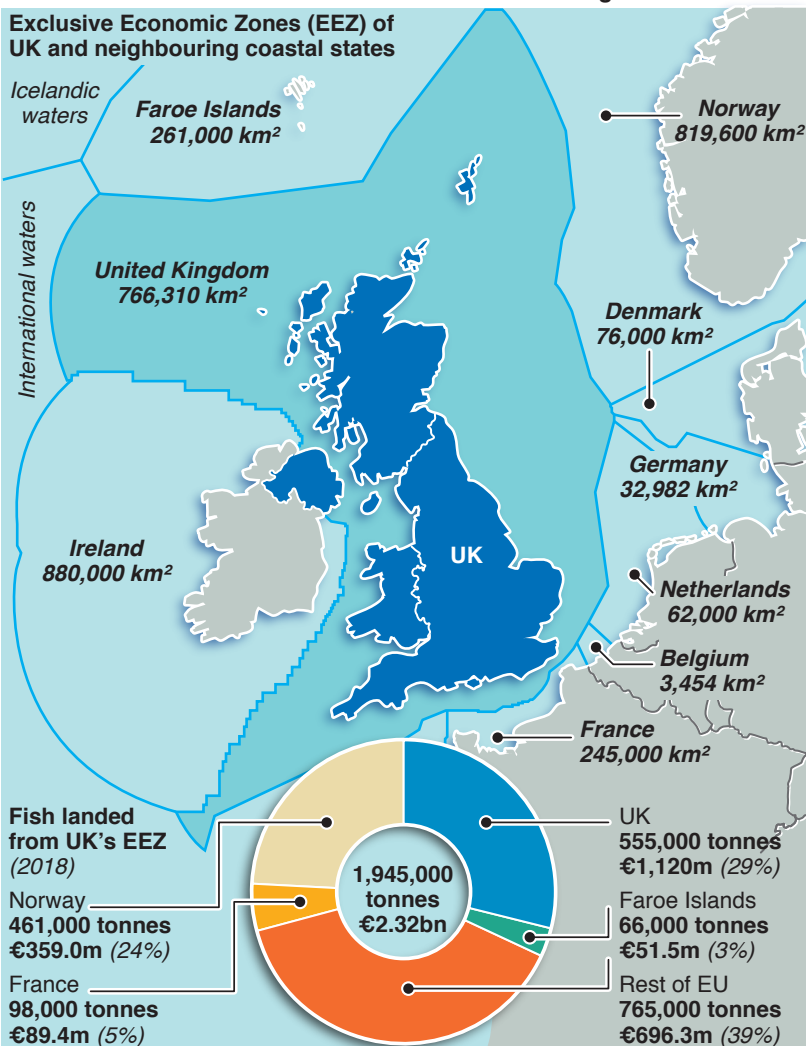 Exclusive Economic Zones (EEZ) of
UK and neighbouring coastal states
Icelandic
waters
Faroe Islands
261,000 km²
Norway
819,600 km²
International waters
United Kingdom
766,310 km²
Denmark
76,000 km²
Germany
32,982 km²
Ireland
880,000 km²
UK
Netherlands
62,000 km²
Belgium
3,454 km²
France
245,000 km²
Fish landed
from UK's EEZ
(2018)
Norway
461,000 tonnes
€359.0m (24%)
France
98,000 tonnes
€89.4m (5%)
1,945,000
tonnes
€2.32bn
UK
555,000 tonnes
€1,120m (29%)
Faroe Islands
66,000 tonnes
€51.5m (3%)
Rest of EU
765,000 tonnes
€696.3m (39%)